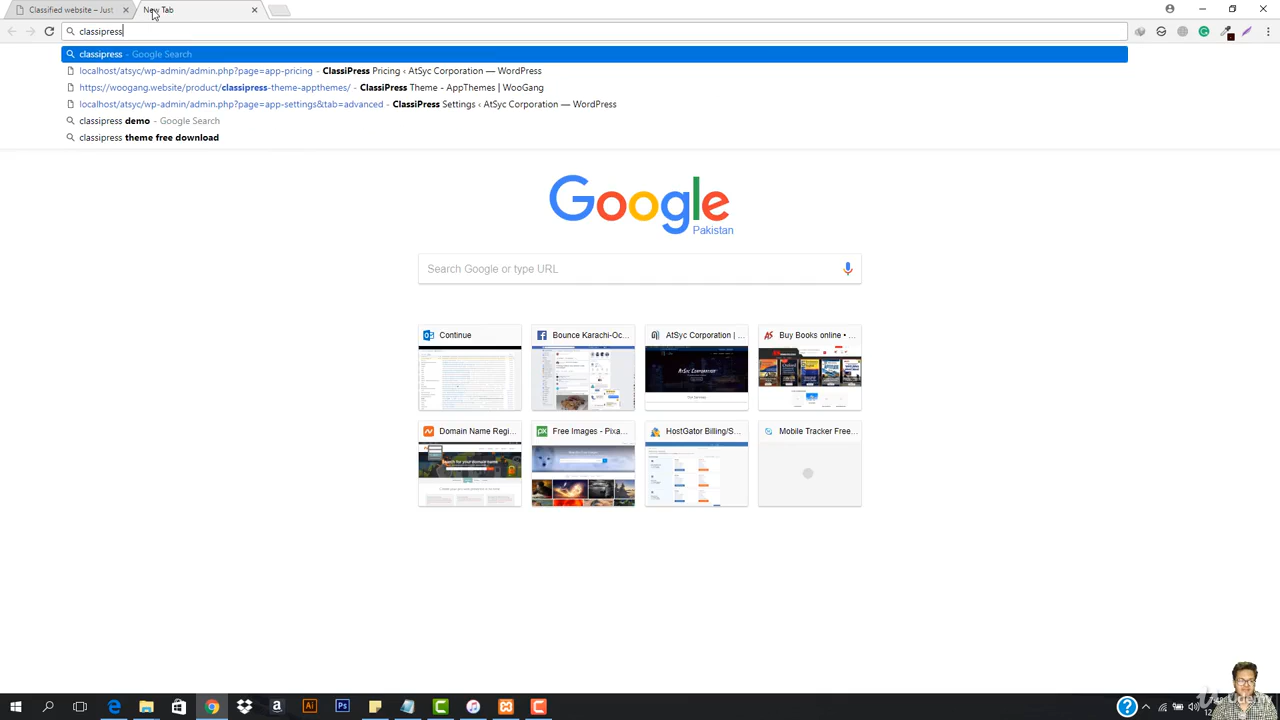 Classified website – Just
New Tab
classipress
classipress - Google Search
localhost/atsyc/wp-admin/admin.php?page=app-pricing - ClassiPress Pricing ‹ AtSyc Corporation — WordPress
https://woogang.website/product/classipress-theme-appthemes/ - ClassiPress Theme - AppThemes | WooGang
localhost/atsyc/wp-admin/admin.php?page=app-settings&tab=advanced - ClassiPress Settings ‹ AtSyc Corporation — WordPress
classipress demo - Google Search
classipress theme free download
Google
Pakistan
Search Google or type URL
Continue
Bounce Karachi-Oc...
AtSyc Corporation | ...
Buy Books online • ...
AtSyc Corporation
Domain Name Regi...
Free Images - Pixa...
HostGator Billing/S...
Mobile Tracker Free...
Udemy